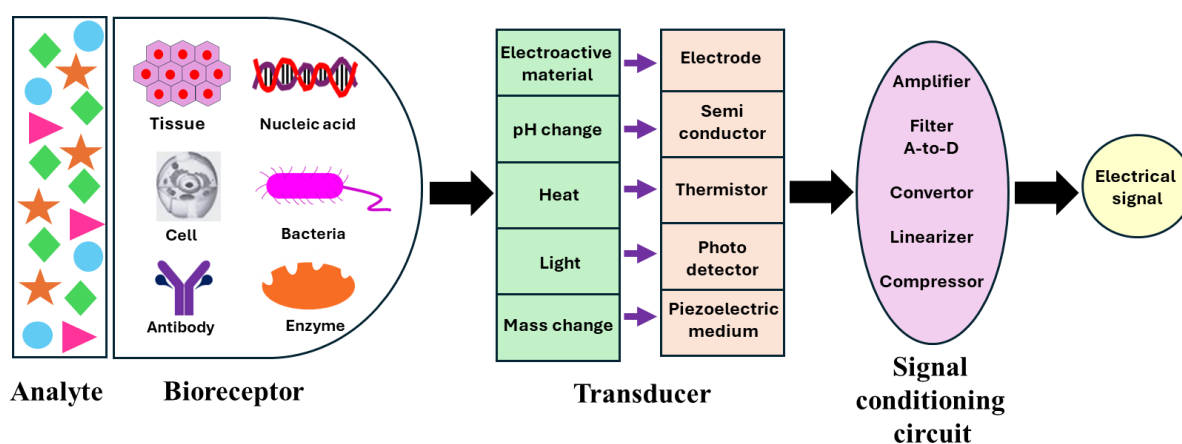 Tissue
Nucleic acid
Cell
Bacteria
Antibody
Enzyme
Electroactive
material
Electrode
pH change
Semi
conductor
Heat
Thermistor
Light
Photo
detector
Mass change
Piezoelectric
medium
Amplifier
Filter
A-to-D
Convertor
Linearizer
Compressor
Electrical
signal
Analyte
Bioreceptor
Transducer
Signal
conditioning
circuit